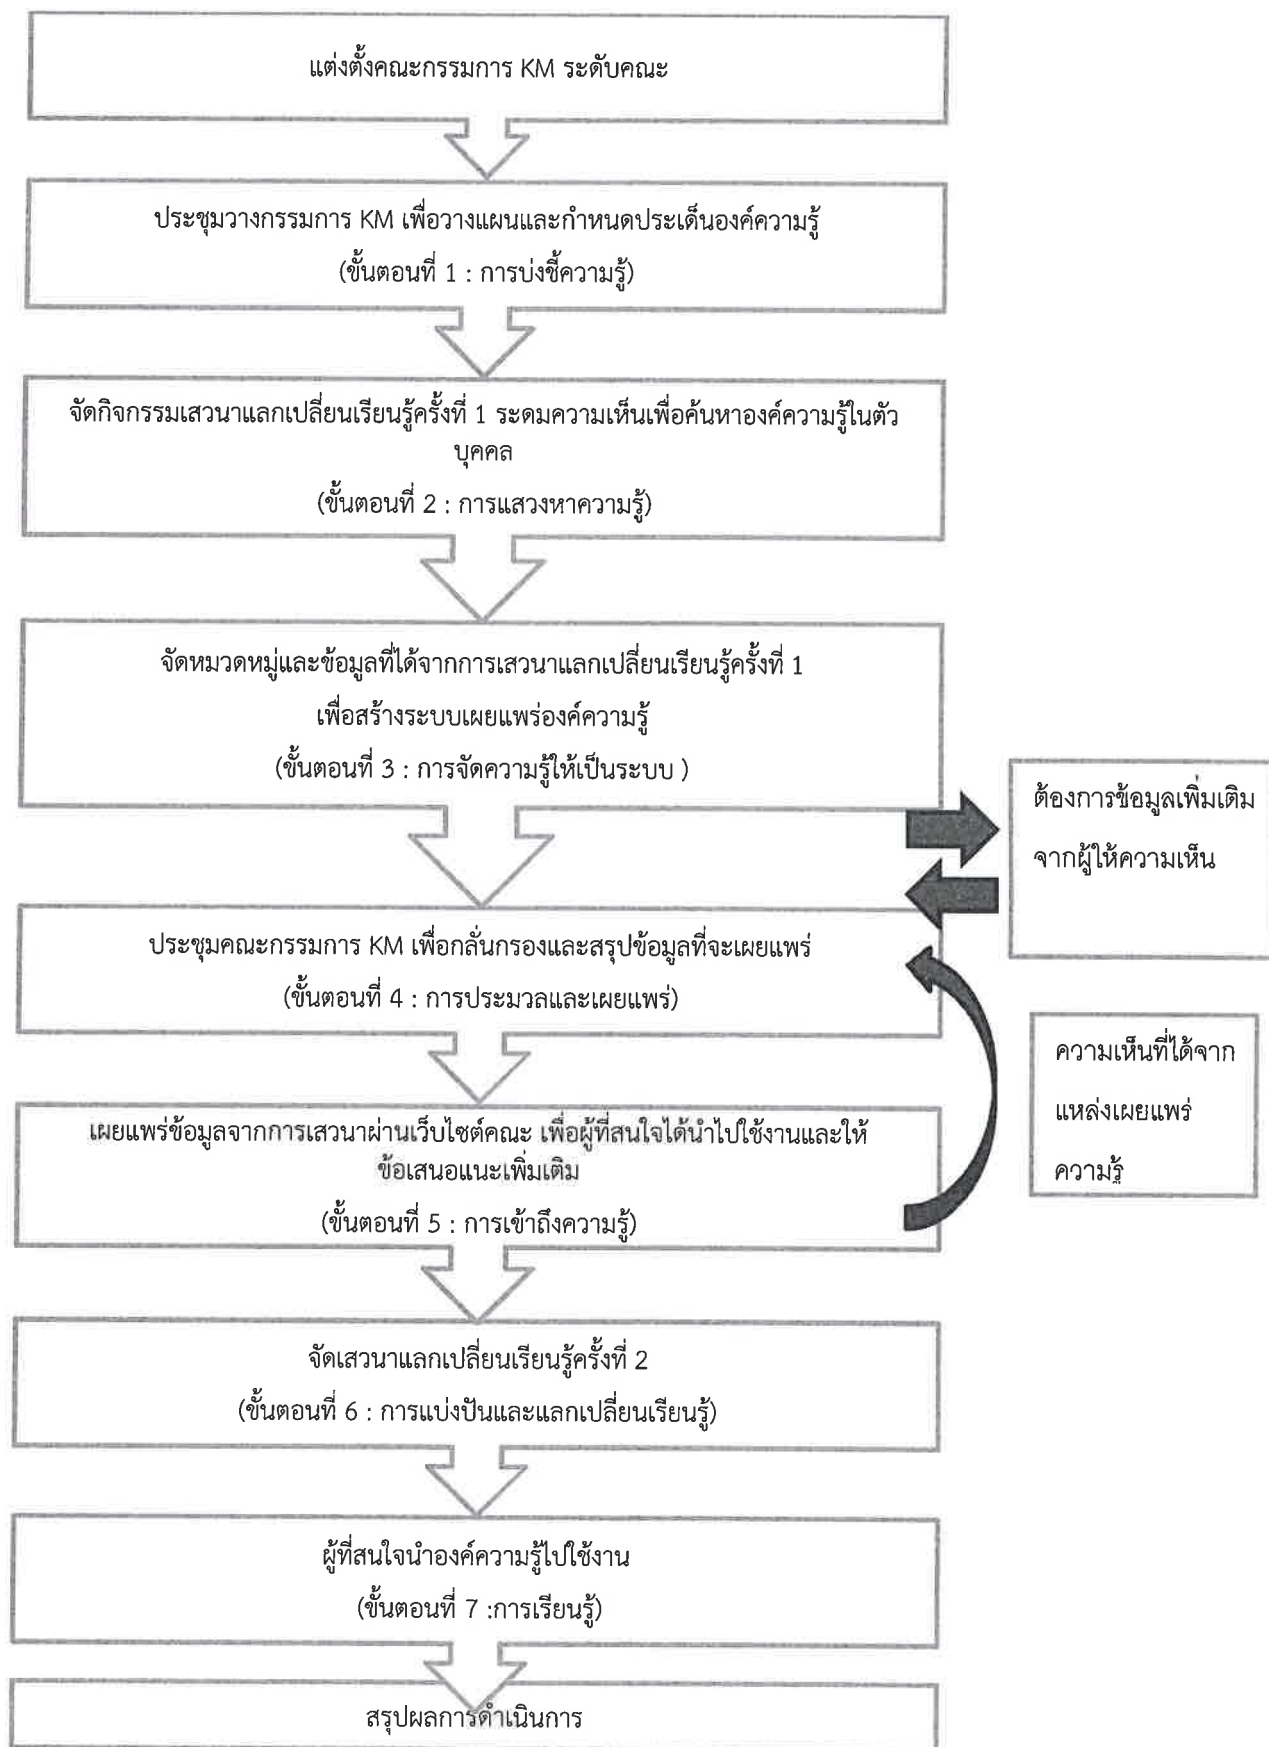 แต่งตั้งคณะกรรมการ KM ระดับคณะ
ประชุมวางกรรมการ KM เพื่อวางแผนและกำหนดประเด็นองค์ความรู้
(ขั้นตอนที่ 1 : การบ่งชี้ความรู้)
จัดกิจกรรมเสวนาแลกเปลี่ยนเรียนรู้ครั้งที่ 1 ระดมความเห็นเพื่อค้นหาองค์ความรู้ในตัว
บุคคล
(ขั้นตอนที่ 2 : การแสวงหาความรู้)
จัดหมวดหมู่และข้อมูลที่ได้จากการเสวนาแลกเปลี่ยนเรียนรู้ครั้งที่ 1
เพื่อสร้างระบบเผยแพร่องค์ความรู้
(ขั้นตอนที่ 3 : การจัดความรู้ให้เป็นระบบ )
ต้องการข้อมูลเพิ่มเติม
จากผู้ให้ความเห็น
ประชุมคณะกรรมการ KM เพื่อกลั่นกรองและสรุปข้อมูลที่จะเผยแพร่
(ขั้นตอนที่ 4 : การประมวลและเผยแพร่)
ความเห็นที่ได้จาก
แหล่งเผยแพร่
ความรู้
เผยแพร่ข้อมูลจากการเสวนาผ่านเว็บไซต์คณะ เพื่อผู้ที่สนใจได้นำไปใช้งานและให้
ข้อเสนอแนะเพิ่มเติม
(ขั้นตอนที่ 5 : การเข้าถึงความรู้)
จัดเสวนาแลกเปลี่ยนเรียนรู้ครั้งที่ 2
(ขั้นตอนที่ 6 : การแบ่งปันและแลกเปลี่ยนเรียนรู้)
ผู้ที่สนใจนำองค์ความรู้ไปใช้งาน
(ขั้นตอนที่ 7 :การเรียนรู้)
สรุปผลการดำเนินการ